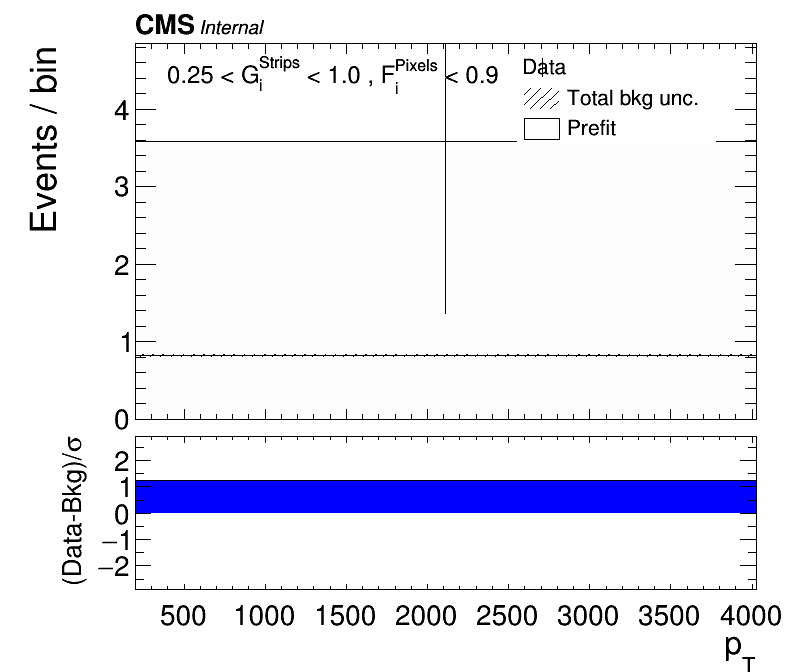 CMS Internal
Events / bin
0.25 < G_i^Strips < 1.0 , F_i^Pixels < 0.9
Data
Total bkg unc.
Prefit
4
3
2
1
0
(Data-Bkg)/σ
2
1
0
−1
−2
500 1000 1500 2000 2500 3000 3500 4000
p_T